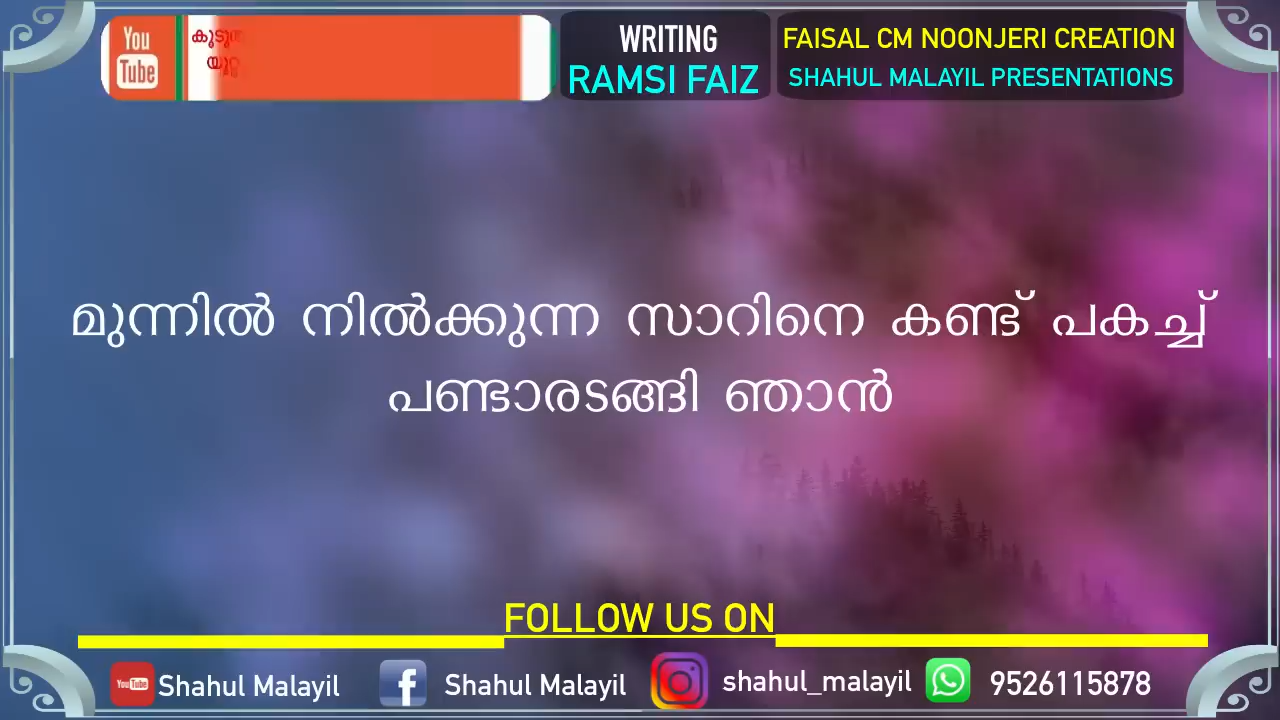 You
Tube
WRITING
RAMSI FAIZ
FAISAL CM NOONJERI CREATION
SHAHUL MALAYIL PRESENTATIONS
മുന്നിൽ നിൽക്കുന്ന സാറിനെ കണ്ട് പകച്ച്
പണ്ടാരടങ്ങി ഞാൻ
FOLLOW US ON
YouTube Shahul Malayil f Shahul Malayil shahul_malayil 9526115878